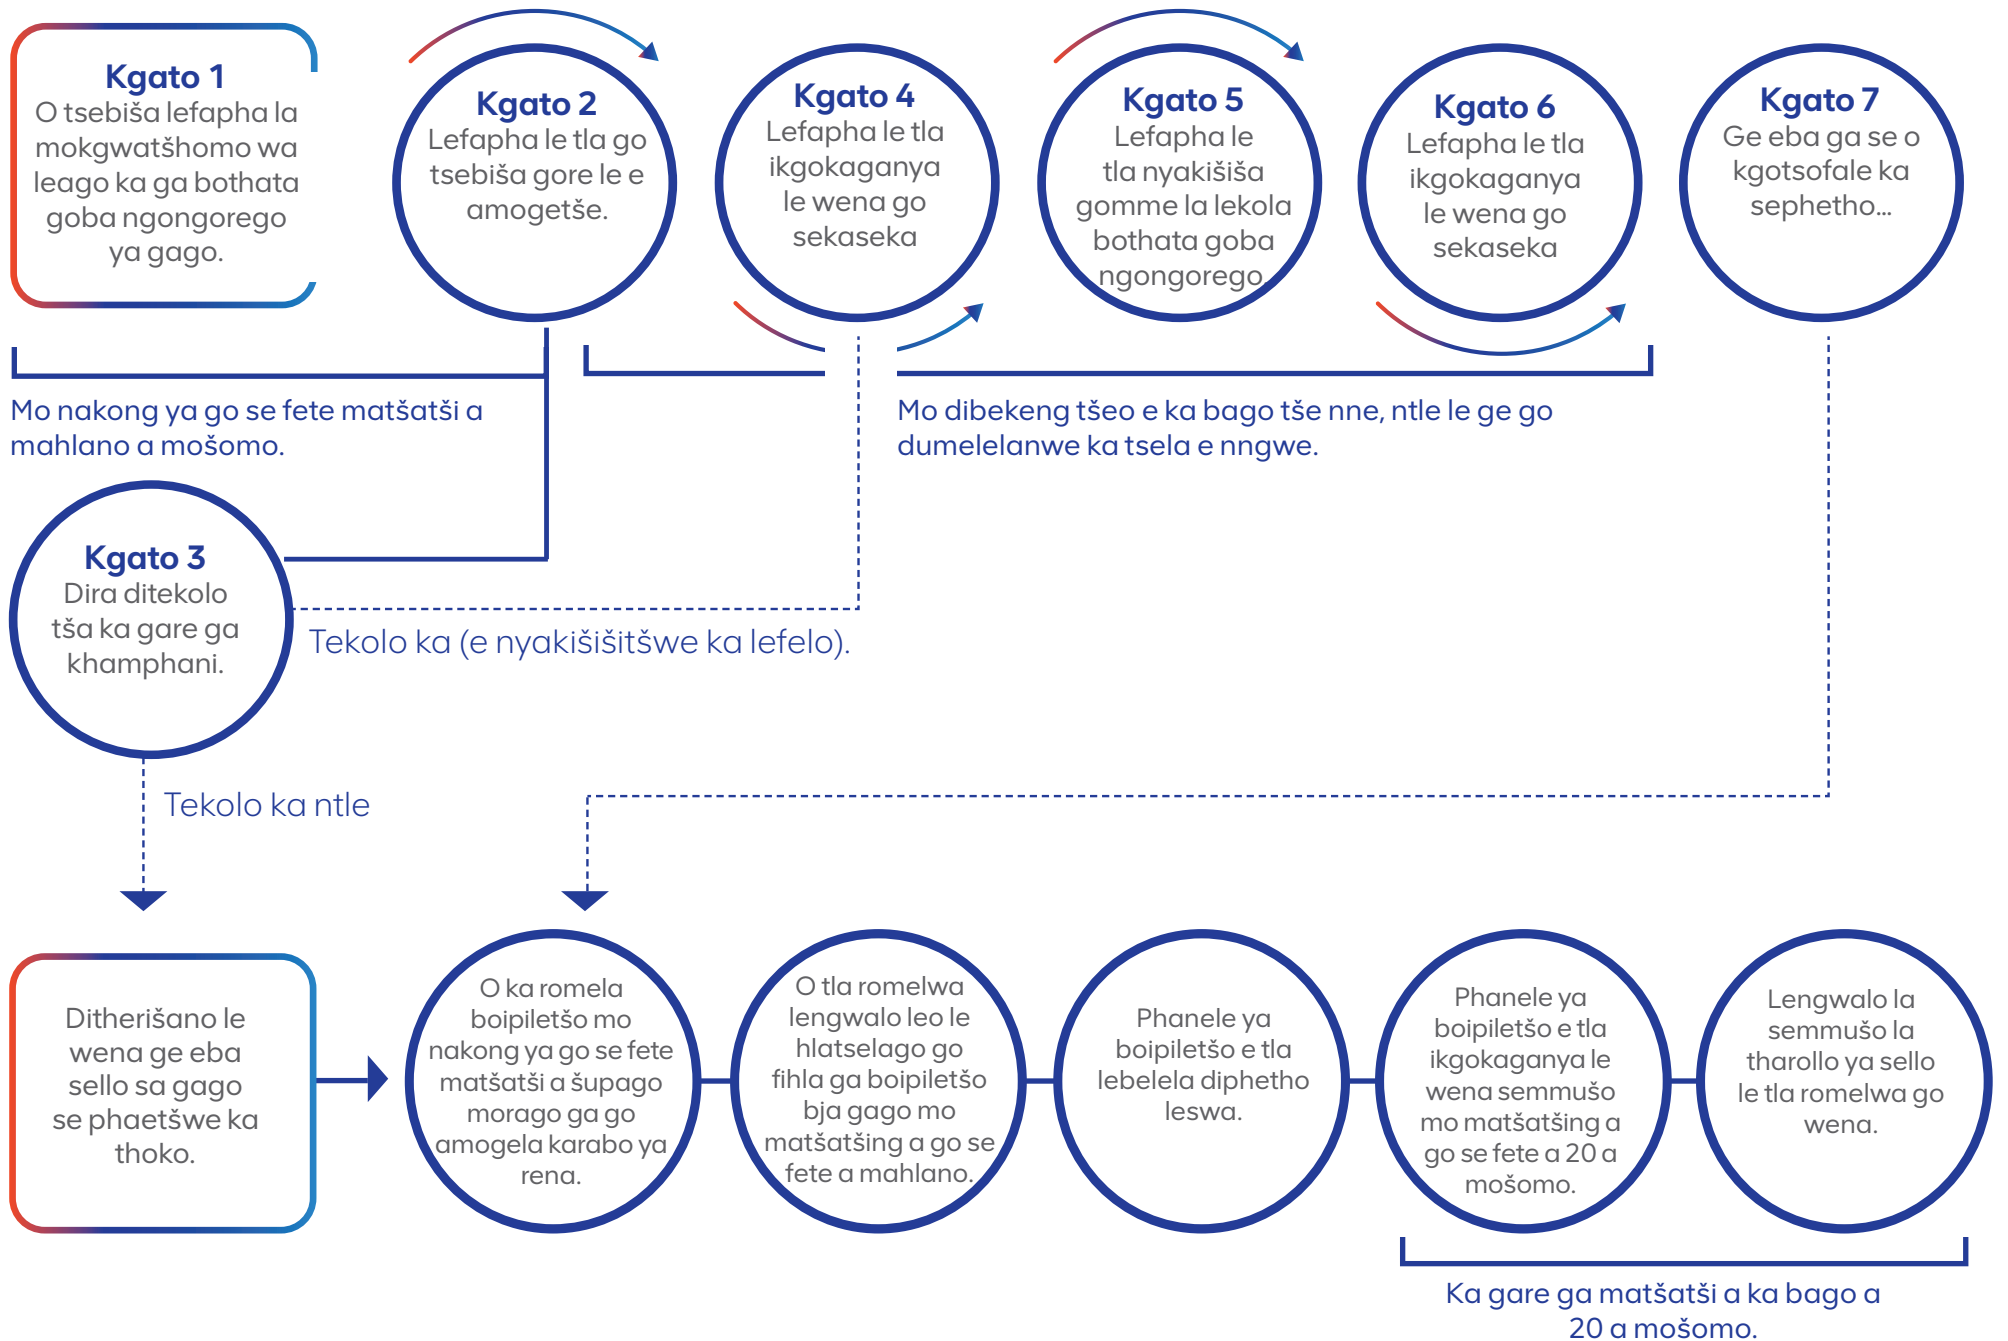 Kgato 1
O tsebiša lefapha la
mokgwatšhomo wa
leago ka ga bothata
goba ngongorego
ya gago.
Kgato 2
Lefapha le tla go
tsebiša gore le e
amogetše.
Kgato 4
Lefapha le tla
ikgokaganya
le wena go
sekaseka
Kgato 5
Lefapha le
tla nyakišiša
gomme la lekola
bothata goba
ngongorego.
Kgato 6
Lefapha le tla
ikgokaganya
le wena go
sekaseka
Kgato 7
Ge eba ga se o
kgotsofale ka
sephetho...
Mo nakong ya go se fete matšatši a
mahlano a mošomo.
Mo dibekeng tšeo e ka bago tše nne, ntle le ge go
dumelelanwe ka tsela e nngwe.
Kgato 3
Dira ditekolo
tša ka gare ga
khamphani.
Tekolo ka (e nyakišišitšwe ka lefelo).
Tekolo ka ntle
Ditherišano le
wena ge eba
sello sa gago
se phaetšwe ka
thoko.
O ka romela
boipiletšo mo
nakong ya go se fete
matšatši a šupago
morago ga go
amogela karabo ya
rena.
O tla romelwa
lengwalo leo le
hlatselago go
fihla ga boipiletšo
bja gago mo
matšatšing a go se
fete a mahlano.
Phanele ya
boipiletšo e tla
lebelela diphetho
leswa.
Phanele ya
boipiletšo e tla
ikgokaganya le
wena semmušo
mo matšatšing a
go se fete a 20 a
mošomo.
Lengwalo la
semmušo la
tharollo ya sello
le tla romelwa go
wena.
Ka gare ga matšatši a ka bago a
20 a mošomo.